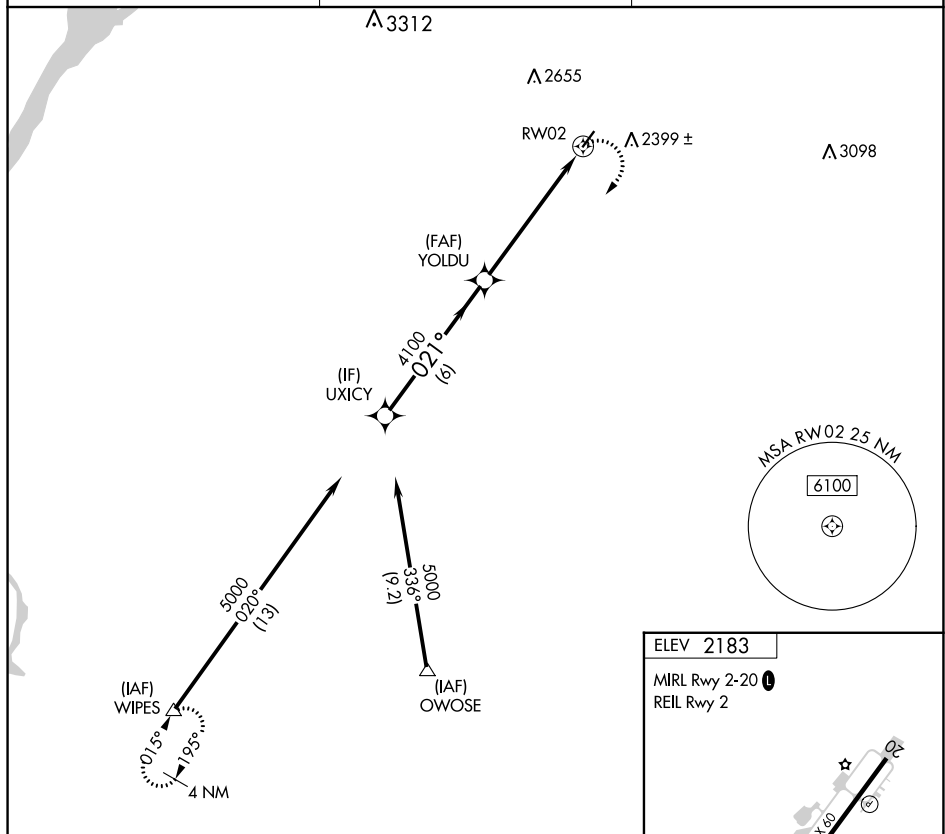 3312
2655
RW02
2399 ±
3098
(FAF)
YOLDU
4100
021°
(6)
(IF)
UXICY
MSA RW02 25 NM
6100
5000
020°
(13)
5000
336°
(9.2)
(IAF)
WIPES
(IAF)
OWOSE
015°
195°
4 NM
ELEV 2183
MIRL Rwy 2-20 L
REIL Rwy 2
20
P
X 60